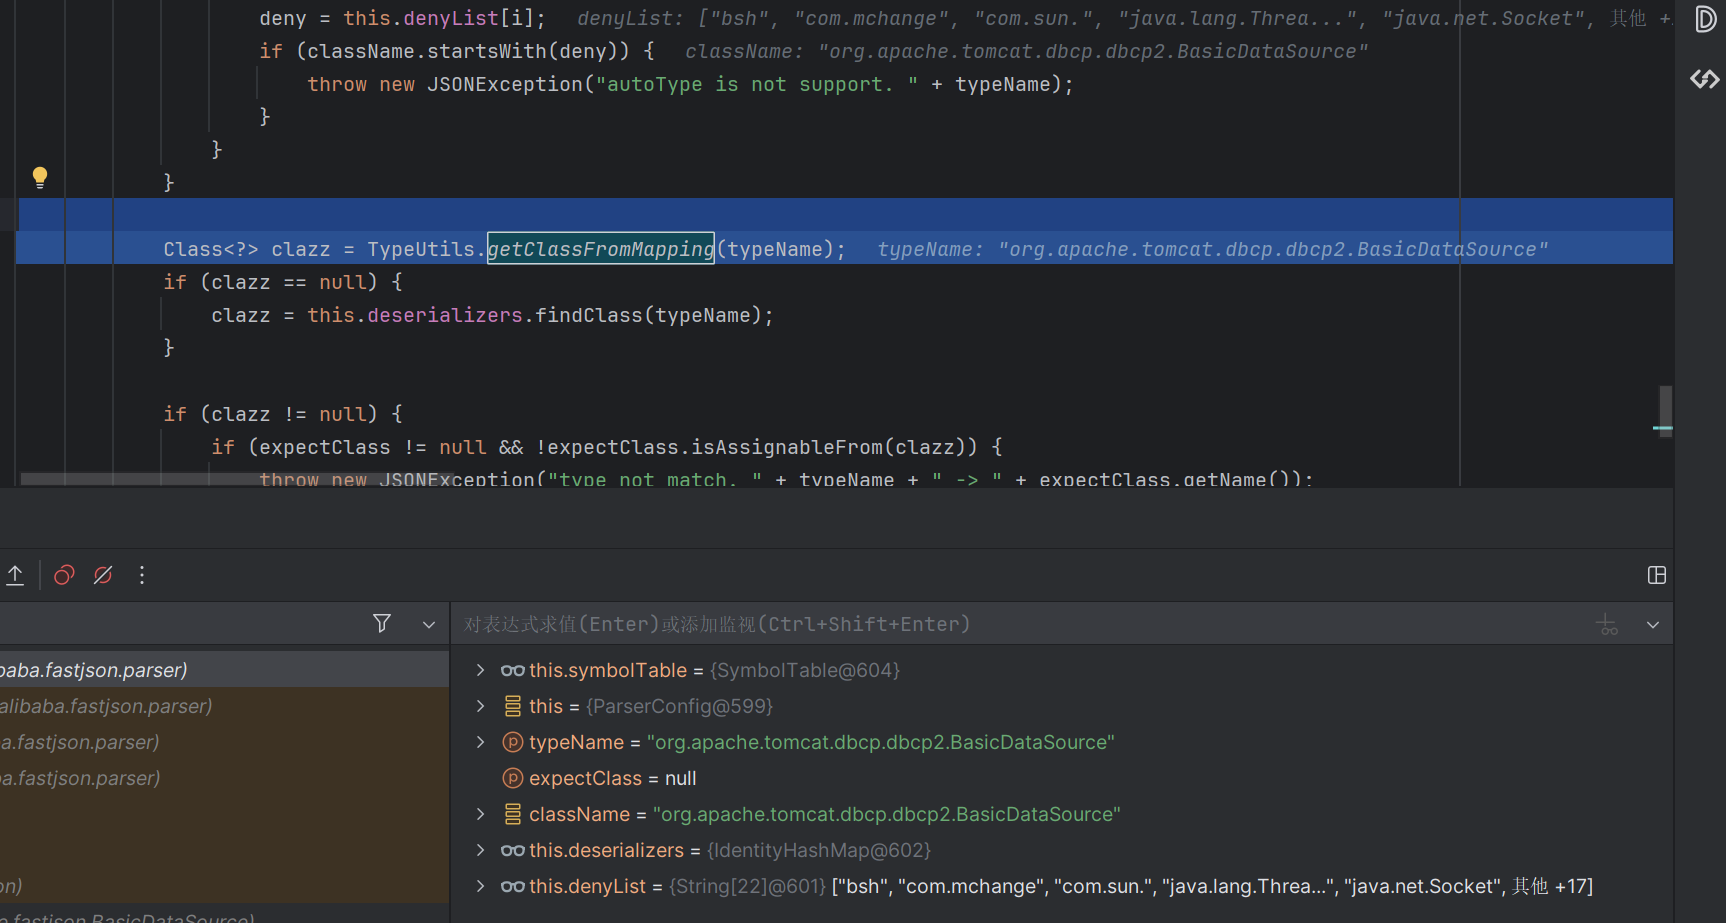 deny = this.denyList[i]; denyList: ["bsh", "com.mchange", "com.sun.", "java.lang.Threa...", "java.net.Socket", 其他 +
if (className.startsWith(deny)) { className: "org.apache.tomcat.dbcp.dbcp2.BasicDataSource"
throw new JSONException("autoType is not support. " + typeName);
}
}
}
Class<?> clazz = TypeUtils.getClassFromMapping(typeName); typeName: "org.apache.tomcat.dbcp.dbcp2.BasicDataSource"
if (clazz == null) {
clazz = this.deserializers.findClass(typeName);
}
if (clazz != null) {
if (expectClass != null && !expectClass.isAssignableFrom(clazz)) {
throw new JSONException("type not match. " + typeName + " -> " + expectClass.getName());
对表达式求值(Enter)或添加监视(Ctrl+Shift+Enter)
baba.fastjson.parser)
alibaba.fastjson.parser)
a.fastjson.parser)
a.fastjson.parser)
on)
e.fastjson.BasicDataSource)
this.symbolTable = {SymbolTable@604}
this = {ParserConfig@599}
typeName = "org.apache.tomcat.dbcp.dbcp2.BasicDataSource"
expectClass = null
className = "org.apache.tomcat.dbcp.dbcp2.BasicDataSource"
this.deserializers = {IdentityHashMap@602}
this.denyList = {String[22]@601} ["bsh", "com.mchange", "com.sun.", "java.lang.Threa...", "java.net.Socket", 其他 +17]